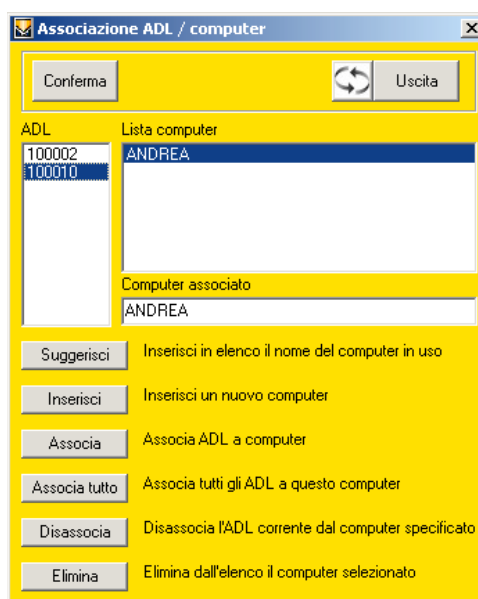 Associazione ADL / computer
Conferma
Uscita
ADL
Lista computer
100002
ANDREA
100010
Computer associato
ANDREA
Suggerisci
Inserisci in elenco il nome del computer in uso
Inserisci
Inserisci un nuovo computer
Associa
Associa ADL a computer
Associa tutto
Associa tutti gli ADL a questo computer
Disassocia
Disassocia l'ADL corrente dal computer specificato
Elimina
Elimina dall'elenco il computer selezionato